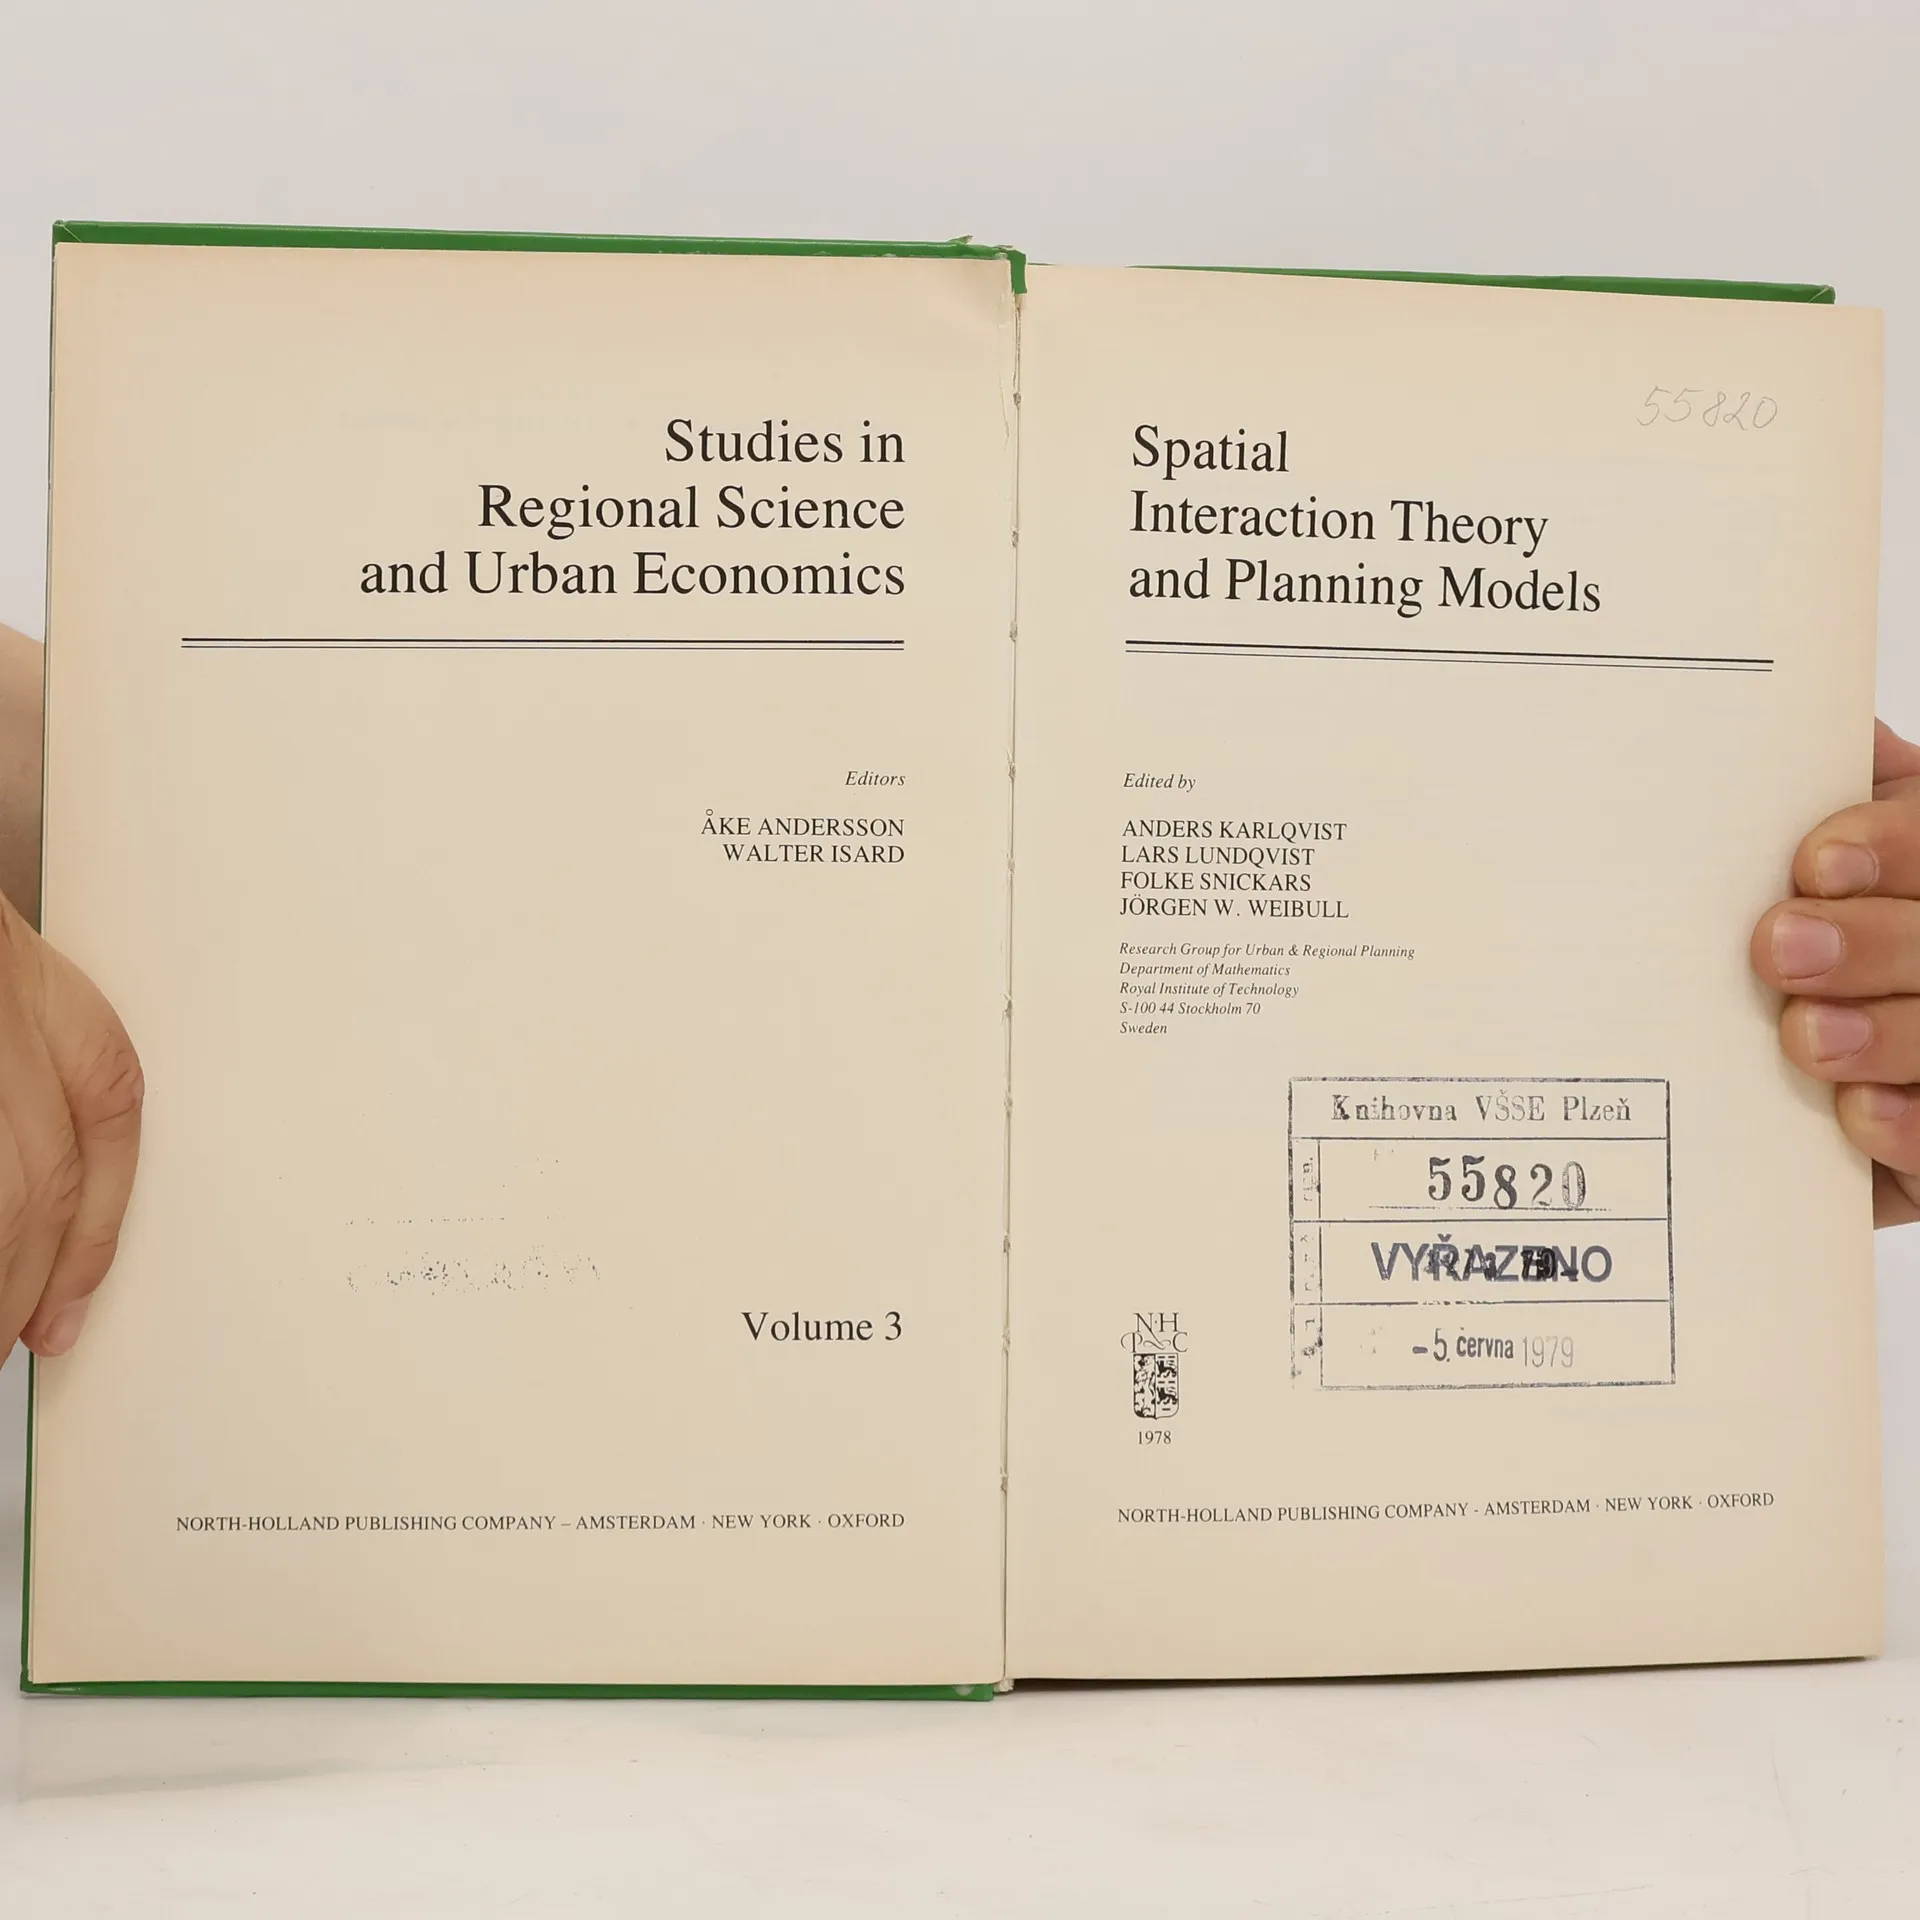 Studies in
Regional Science
and Urban Economics
Editors
ÅKE ANDERSSON
WALTER ISARD
Volume 3
NORTH-HOLLAND PUBLISHING COMPANY – AMSTERDAM · NEW YORK · OXFORD
55820
Spatial
Interaction Theory
and Planning Models
Edited by
ANDERS KARLQVIST
LARS LUNDQVIST
FOLKE SNICKARS
JÖRGEN W. WEIBULL
Research Group for Urban & Regional Planning
Department of Mathematics
Royal Institute of Technology
S-100 44 Stockholm 70
Sweden
Knihovna VŠSE Plzeň
55820
VYŘAZENO
-5. června 1979
N·H
P C
1978
NORTH-HOLLAND PUBLISHING COMPANY - AMSTERDAM · NEW YORK · OXFORD